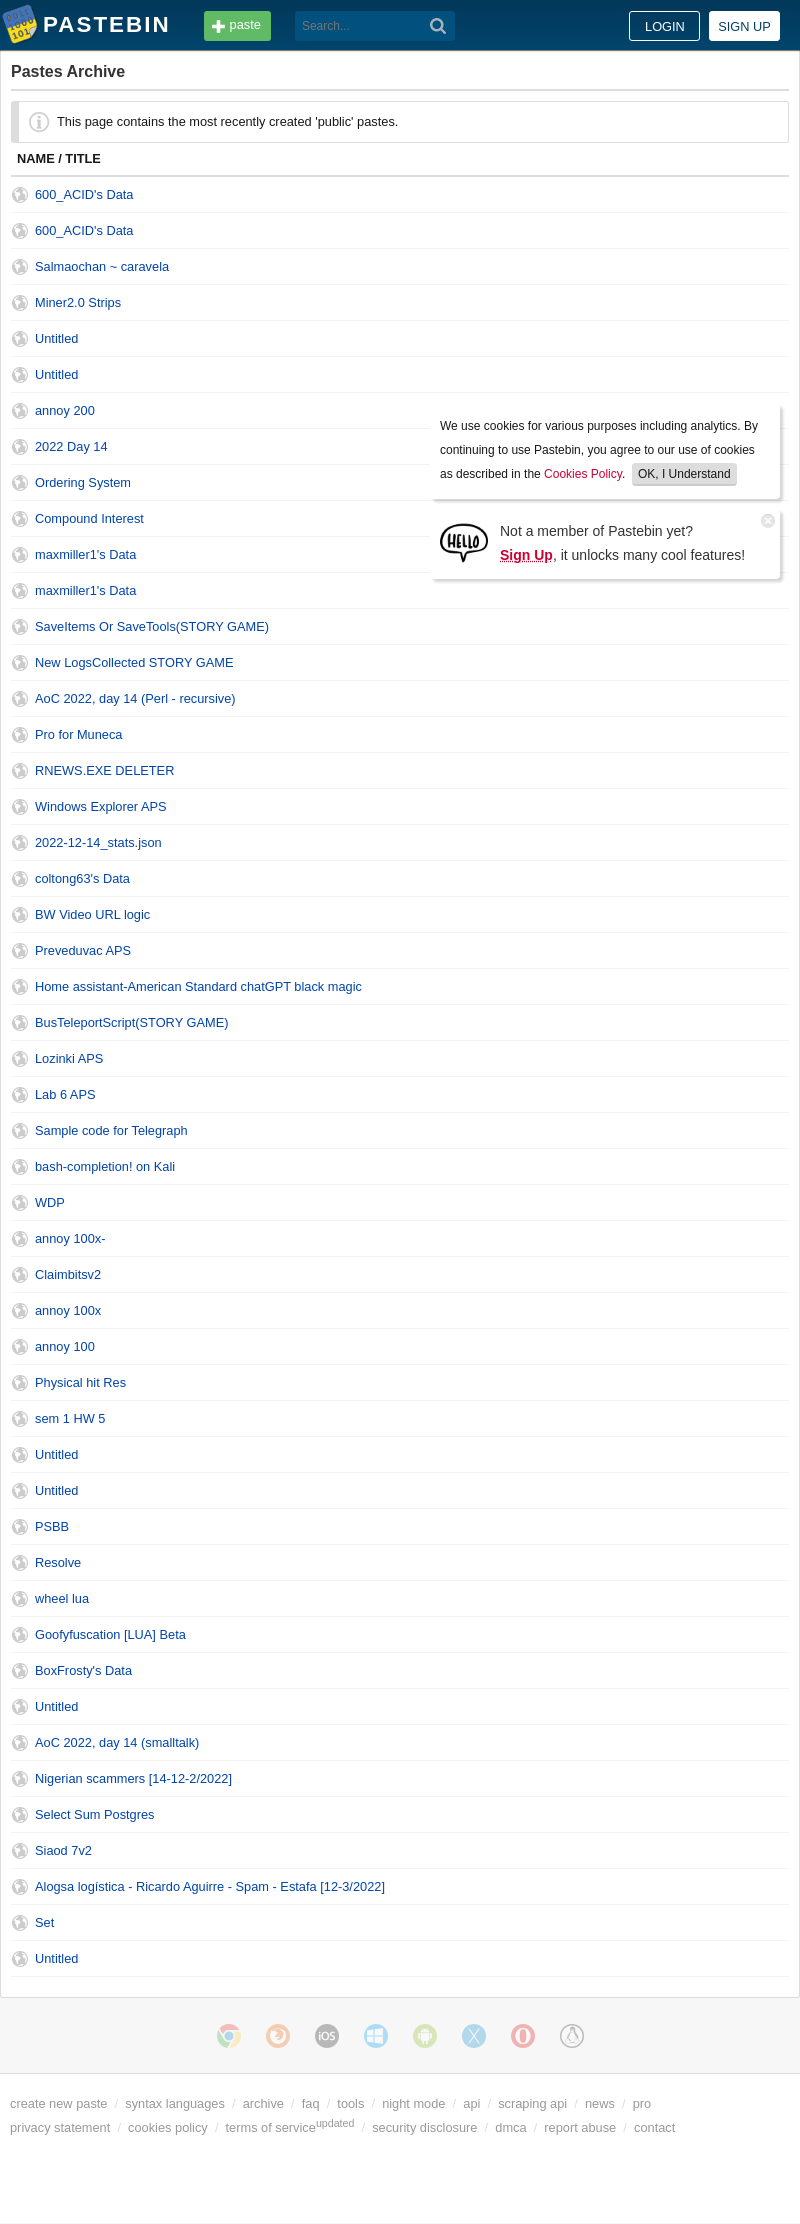 PASTEBIN
paste
Search...
LOGIN
SIGN UP
Pastes Archive
This page contains the most recently created 'public' pastes.
NAME / TITLE
600_ACID's Data
600_ACID's Data
Salmaochan ~ caravela
Miner2.0 Strips
Untitled
Untitled
annoy 200
2022 Day 14
Ordering System
Compound Interest
maxmiller1's Data
maxmiller1's Data
We use cookies for various purposes including analytics. By
continuing to use Pastebin, you agree to our use of cookies
as described in the Cookies Policy. OK, I Understand
HELLO
Not a member of Pastebin yet?
Sign Up, it unlocks many cool features!
SaveItems Or SaveTools(STORY GAME)
New LogsCollected STORY GAME
AoC 2022, day 14 (Perl - recursive)
Pro for Muneca
RNEWS.EXE DELETER
Windows Explorer APS
2022-12-14_stats.json
coltong63's Data
BW Video URL logic
Preveduvac APS
Home assistant-American Standard chatGPT black magic
BusTeleportScript(STORY GAME)
Lozinki APS
Lab 6 APS
Sample code for Telegraph
bash-completion! on Kali
WDP
annoy 100x-
Claimbitsv2
annoy 100x
annoy 100
Physical hit Res
sem 1 HW 5
Untitled
Untitled
PSBB
Resolve
wheel lua
Goofyfuscation [LUA] Beta
BoxFrosty's Data
Untitled
AoC 2022, day 14 (smalltalk)
Nigerian scammers [14-12-2/2022]
Select Sum Postgres
Siaod 7v2
Alogsa logística - Ricardo Aguirre - Spam - Estafa [12-3/2022]
Set
Untitled
iOS
create new paste / syntax languages / archive / faq / tools / night mode / api / scraping api / news / pro
privacy statement / cookies policy / terms of service updated / security disclosure / dmca / report abuse / contact